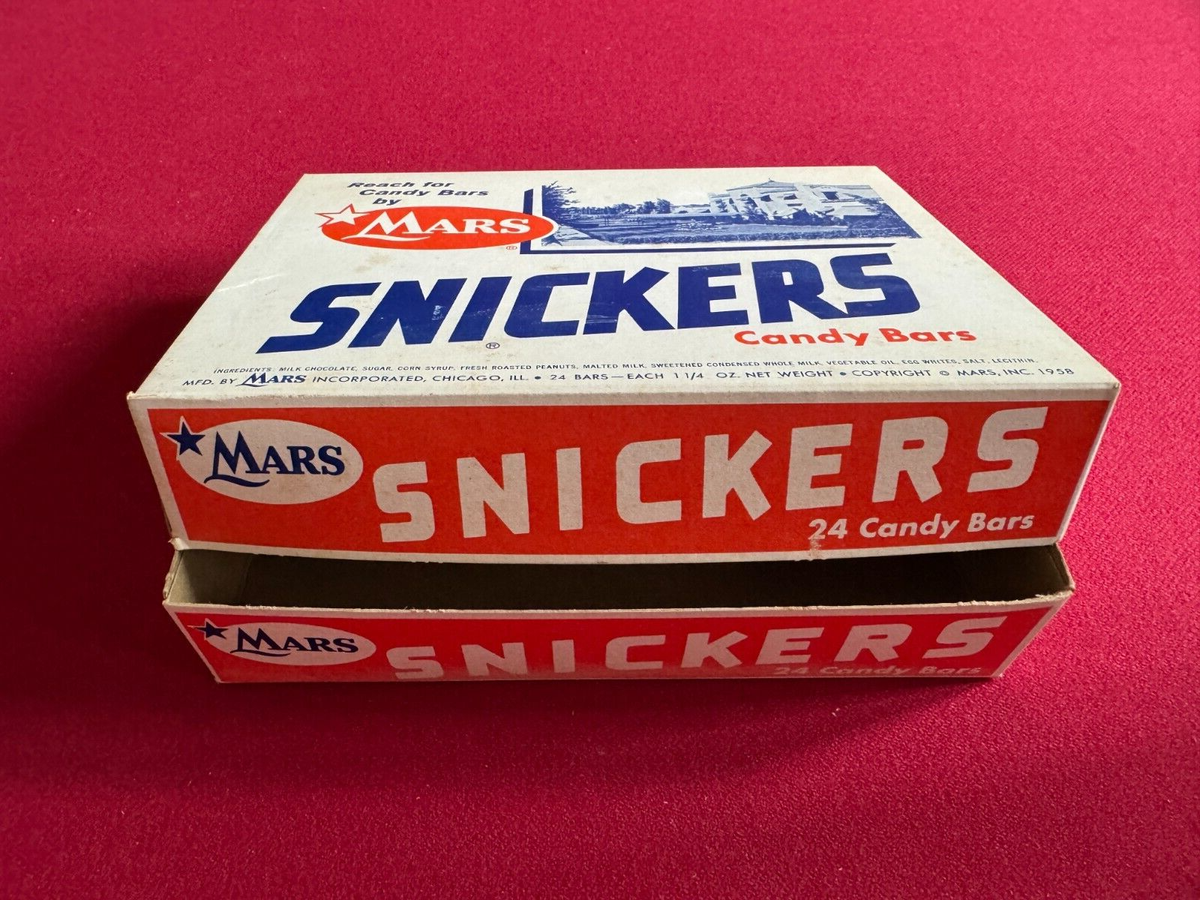 Reach for
Candy Bars
by
MARS
®
SNICKERS
®
Candy Bars
INGREDIENTS: MILK CHOCOLATE, SUGAR, CORN SYRUP, FRESH ROASTED PEANUTS, MALTED MILK, SWEETENED CONDENSED WHOLE MILK, VEGETABLE OIL, EGG WHITES, SALT, LECITHIN.
MFD. BY MARS INCORPORATED, CHICAGO, ILL. • 24 BARS—EACH 1 1/4 OZ. NET WEIGHT • COPYRIGHT © MARS, INC. 1958
MARS
SNICKERS
24 Candy Bars
MARS
SNICKERS
24 Candy Bars